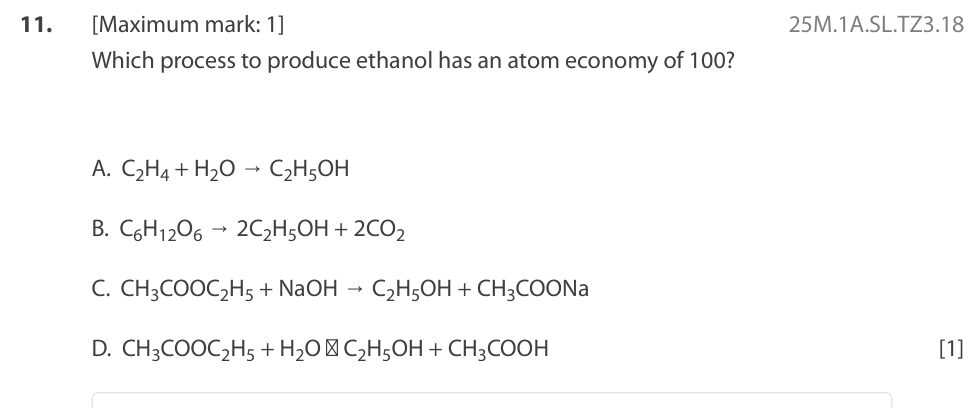 11. [Maximum mark: 1] 25M.1A.SL.TZ3.18
Which process to produce ethanol has an atom economy of 100?
A. C₂H₄ + H₂O → C₂H₅OH
B. C₆H₁₂O₆ → 2C₂H₅OH + 2CO₂
C. CH₃COOC₂H₅ + NaOH → C₂H₅OH + CH₃COONa
D. CH₃COOC₂H₅ + H₂O ☒ C₂H₅OH + CH₃COOH [1]